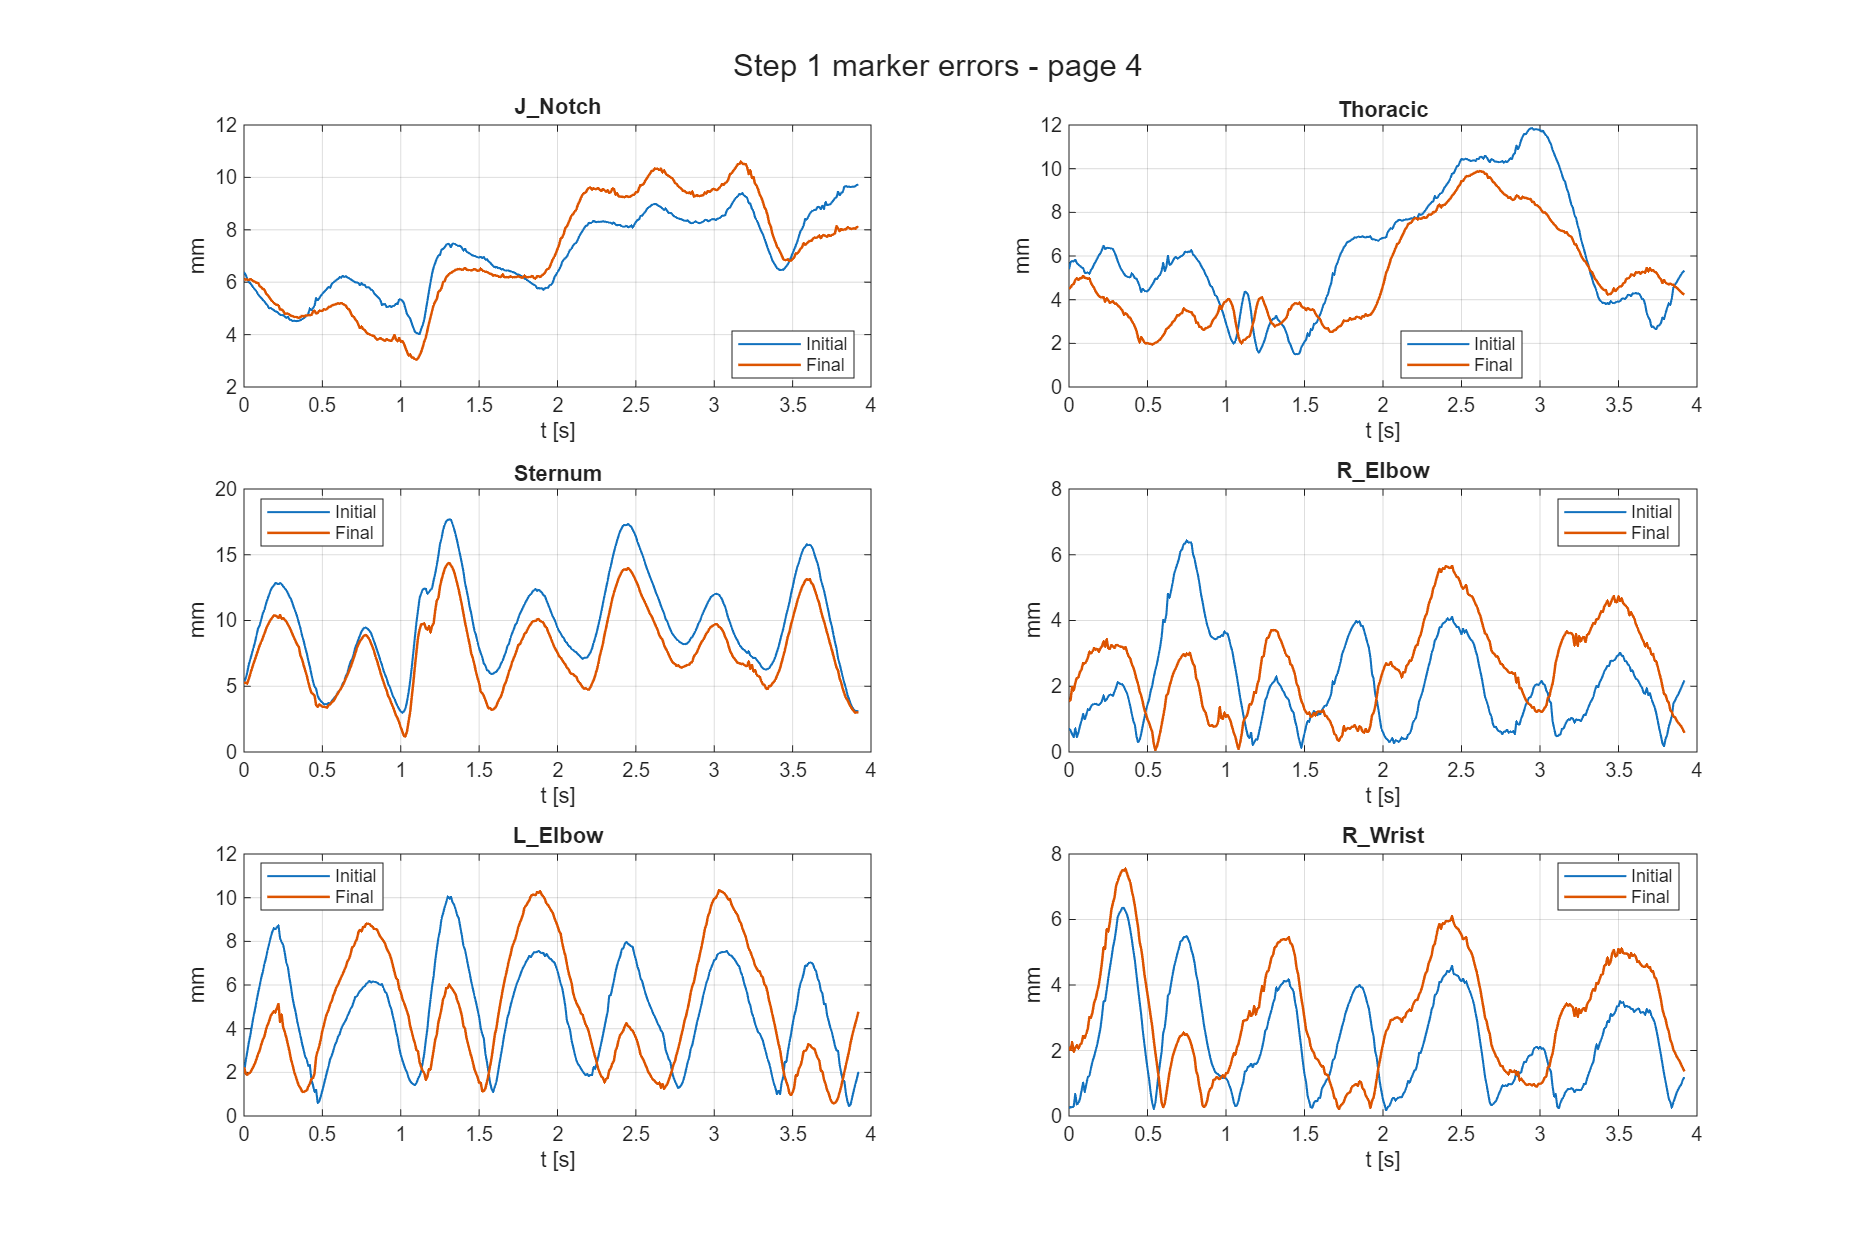 Step 1 marker errors - page 4
J_Notch
12
10
8
6
4
2
mm
0 0.5 1 1.5 2 2.5 3 3.5 4
t [s]
Initial
Final
Thoracic
12
10
8
6
4
2
0
mm
0 0.5 1 1.5 2 2.5 3 3.5 4
t [s]
Initial
Final
Sternum
20
15
10
5
0
mm
0 0.5 1 1.5 2 2.5 3 3.5 4
t [s]
Initial
Final
R_Elbow
8
6
4
2
0
mm
0 0.5 1 1.5 2 2.5 3 3.5 4
t [s]
Initial
Final
L_Elbow
12
10
8
6
4
2
0
mm
0 0.5 1 1.5 2 2.5 3 3.5 4
t [s]
Initial
Final
R_Wrist
8
6
4
2
0
mm
0 0.5 1 1.5 2 2.5 3 3.5 4
t [s]
Initial
Final